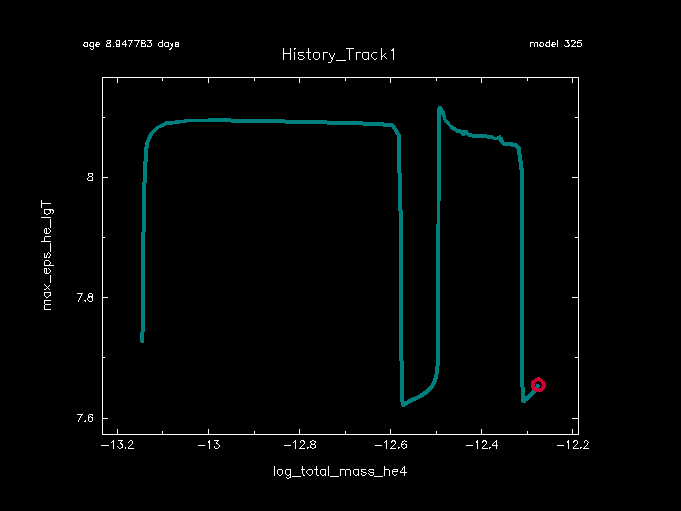 age 8.947783 days
model 325
History_Track1
max_eps_he_lgT
8
7.8
7.6
-13.2 -13 -12.8 -12.6 -12.4 -12.2
log_total_mass_he4